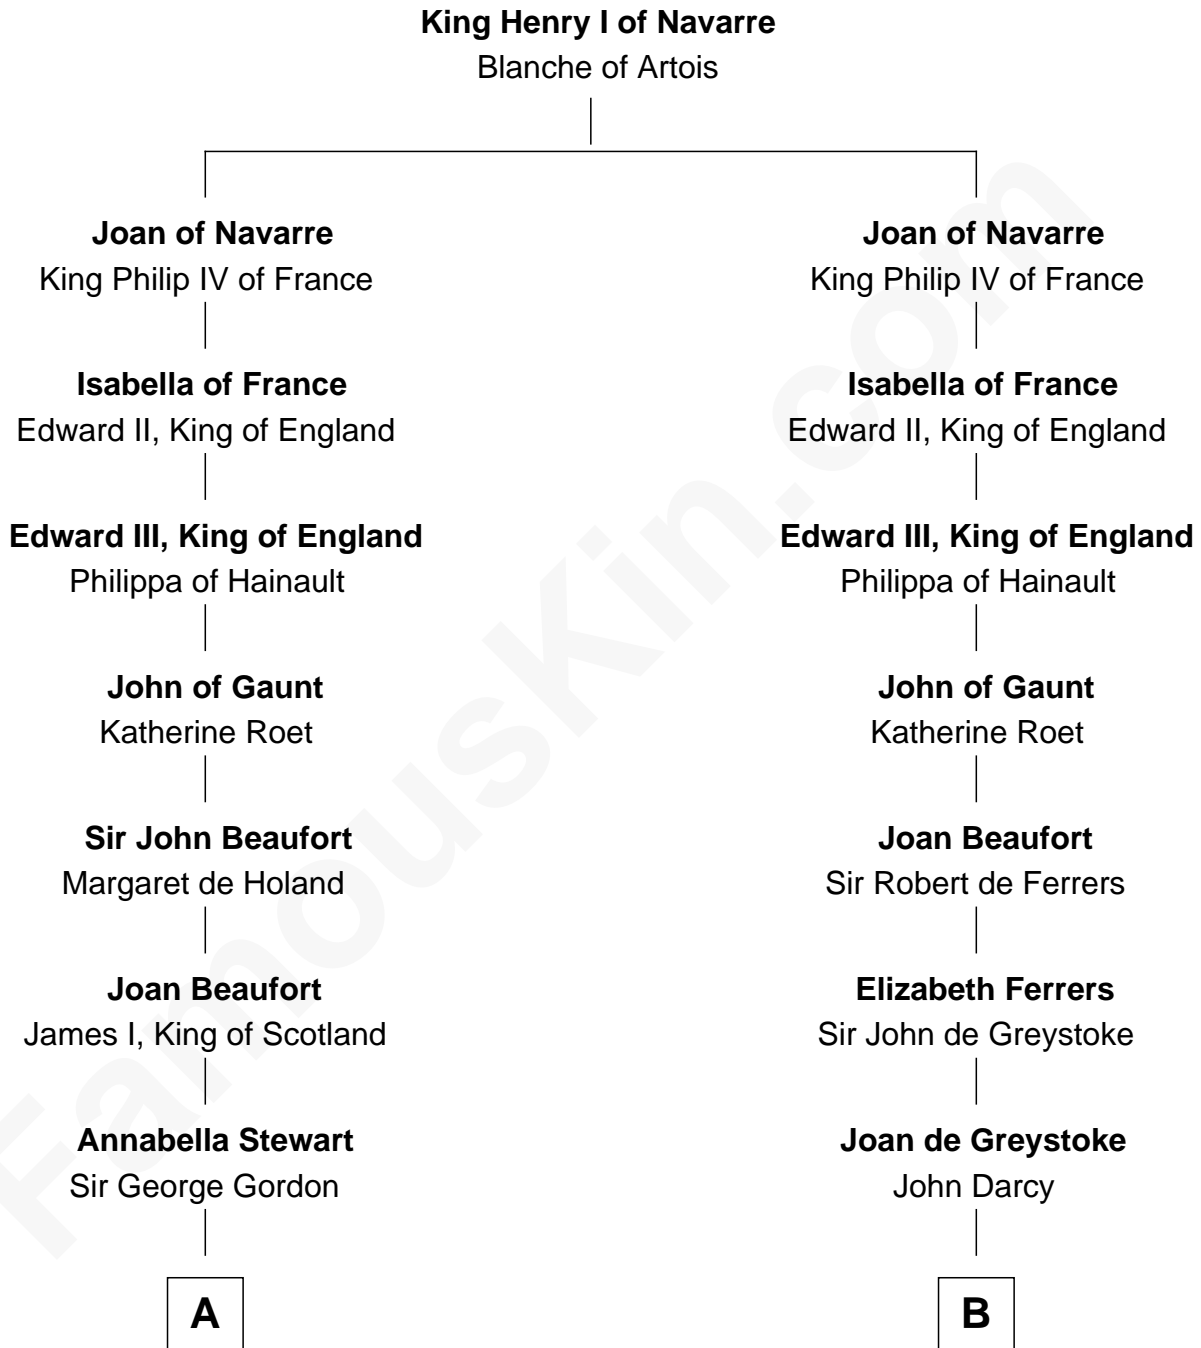 King Henry I of Navarre
Blanche of Artois
Joan of Navarre
King Philip IV of France
Isabella of France
Edward II, King of England
Edward III, King of England
Philippa of Hainault
John of Gaunt
Katherine Roet
Sir John Beaufort
Margaret de Holand
Joan Beaufort
James I, King of Scotland
Annabella Stewart
Sir George Gordon
A
Joan of Navarre
King Philip IV of France
Isabella of France
Edward II, King of England
Edward III, King of England
Philippa of Hainault
John of Gaunt
Katherine Roet
Joan Beaufort
Sir Robert de Ferrers
Elizabeth Ferrers
Sir John de Greystoke
Joan de Greystoke
John Darcy
B
FamousKin.com